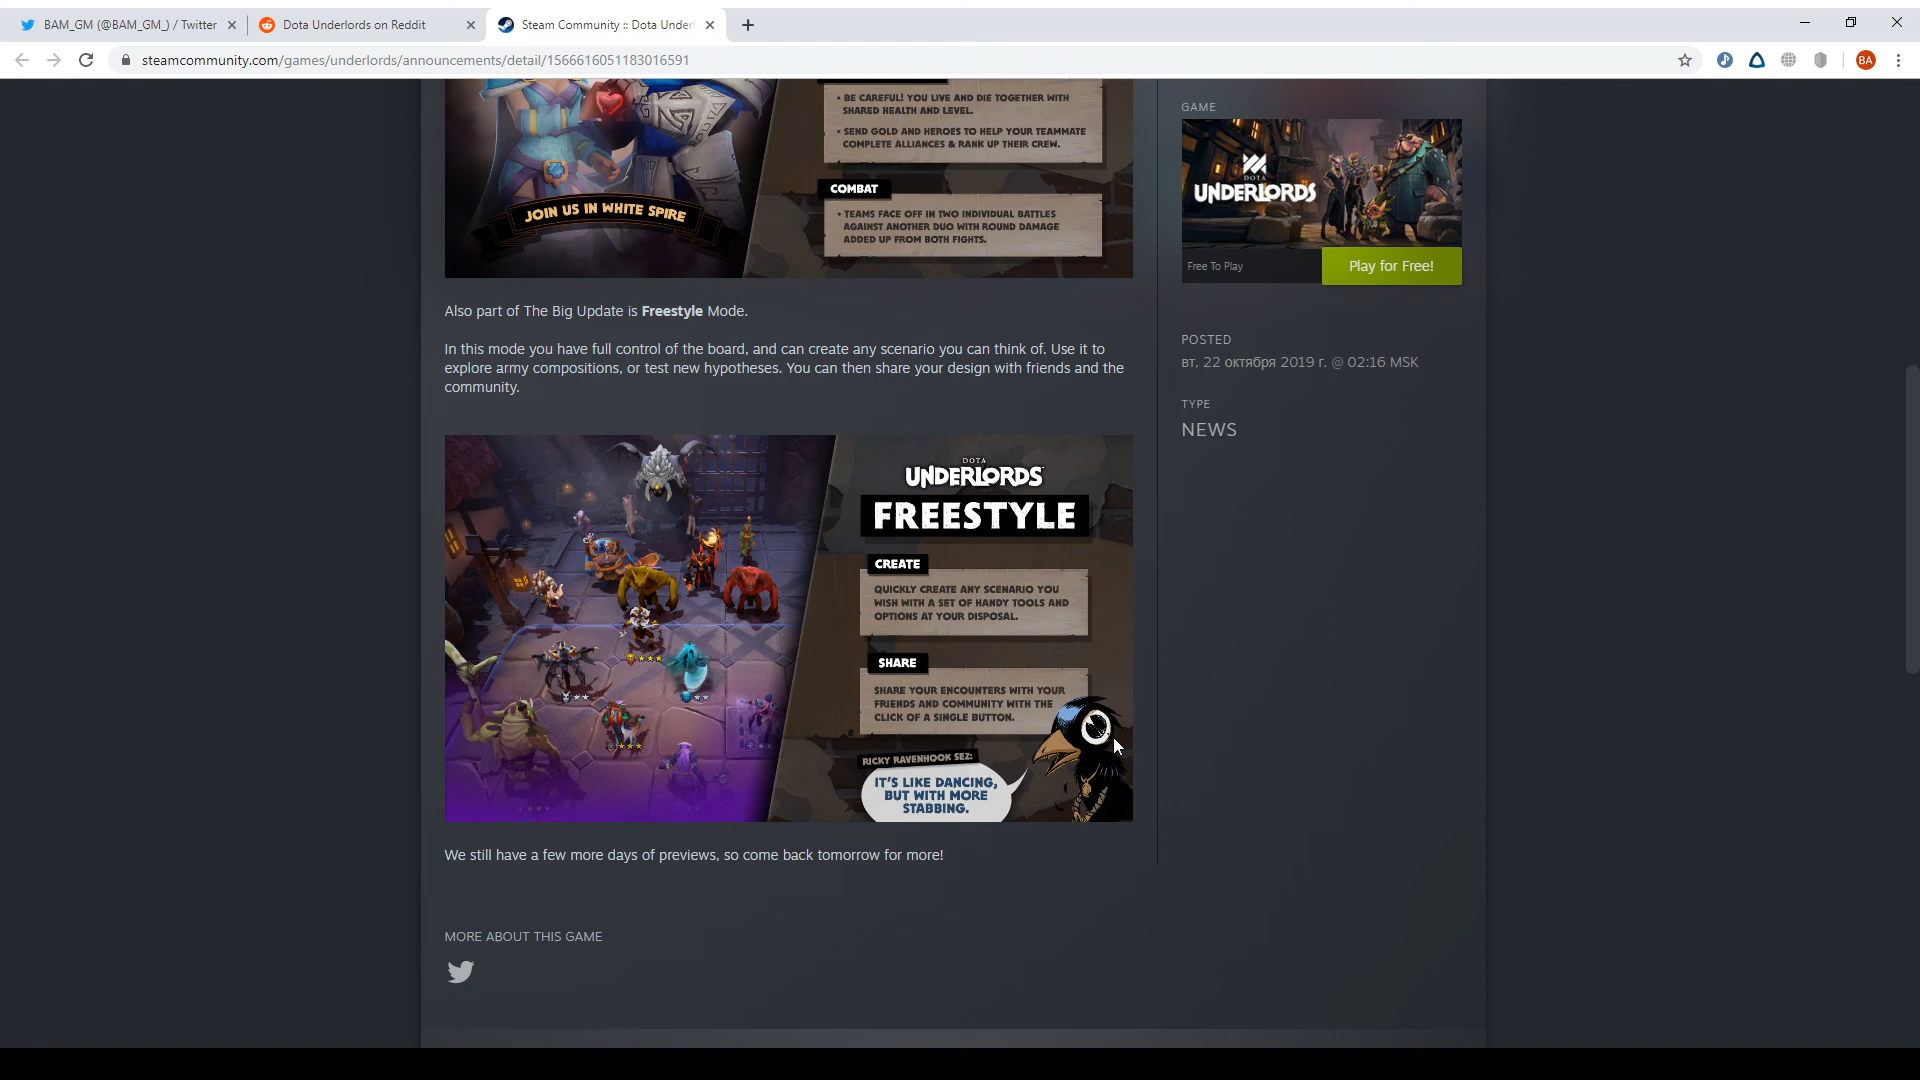 BAM_GM (@BAM_GM_) / Twitter
Dota Underlords on Reddit
Steam Community :: Dota Underl
steamcommunity.com/games/underlords/announcements/detail/1566616051183016591
BA
• BE CAREFUL! YOU LIVE AND DIE TOGETHER WITH
SHARED HEALTH AND LEVEL.
• SEND GOLD AND HEROES TO HELP YOUR TEAMMATE
COMPLETE ALLIANCES & RANK UP THEIR CREW.
COMBAT
• TEAMS FACE OFF IN TWO INDIVIDUAL BATTLES
AGAINST ANOTHER DUO WITH ROUND DAMAGE
ADDED UP FROM BOTH FIGHTS.
JOIN US IN WHITE SPIRE
Also part of The Big Update is Freestyle Mode.
In this mode you have full control of the board, and can create any scenario you can think of. Use it to
explore army compositions, or test new hypotheses. You can then share your design with friends and the
community.
DOTA
UNDERLORDS
FREESTYLE
CREATE
QUICKLY CREATE ANY SCENARIO YOU
WISH WITH A SET OF HANDY TOOLS AND
OPTIONS AT YOUR DISPOSAL.
SHARE
SHARE YOUR ENCOUNTERS WITH YOUR
FRIENDS AND COMMUNITY WITH THE
CLICK OF A SINGLE BUTTON.
RICKY RAVENHOOK SEZ:
IT'S LIKE DANCING,
BUT WITH MORE
STABBING.
We still have a few more days of previews, so come back tomorrow for more!
MORE ABOUT THIS GAME
GAME
DOTA
UNDERLORDS
Free To Play
Play for Free!
POSTED
вт, 22 октября 2019 г. @ 02:16 MSK
TYPE
NEWS